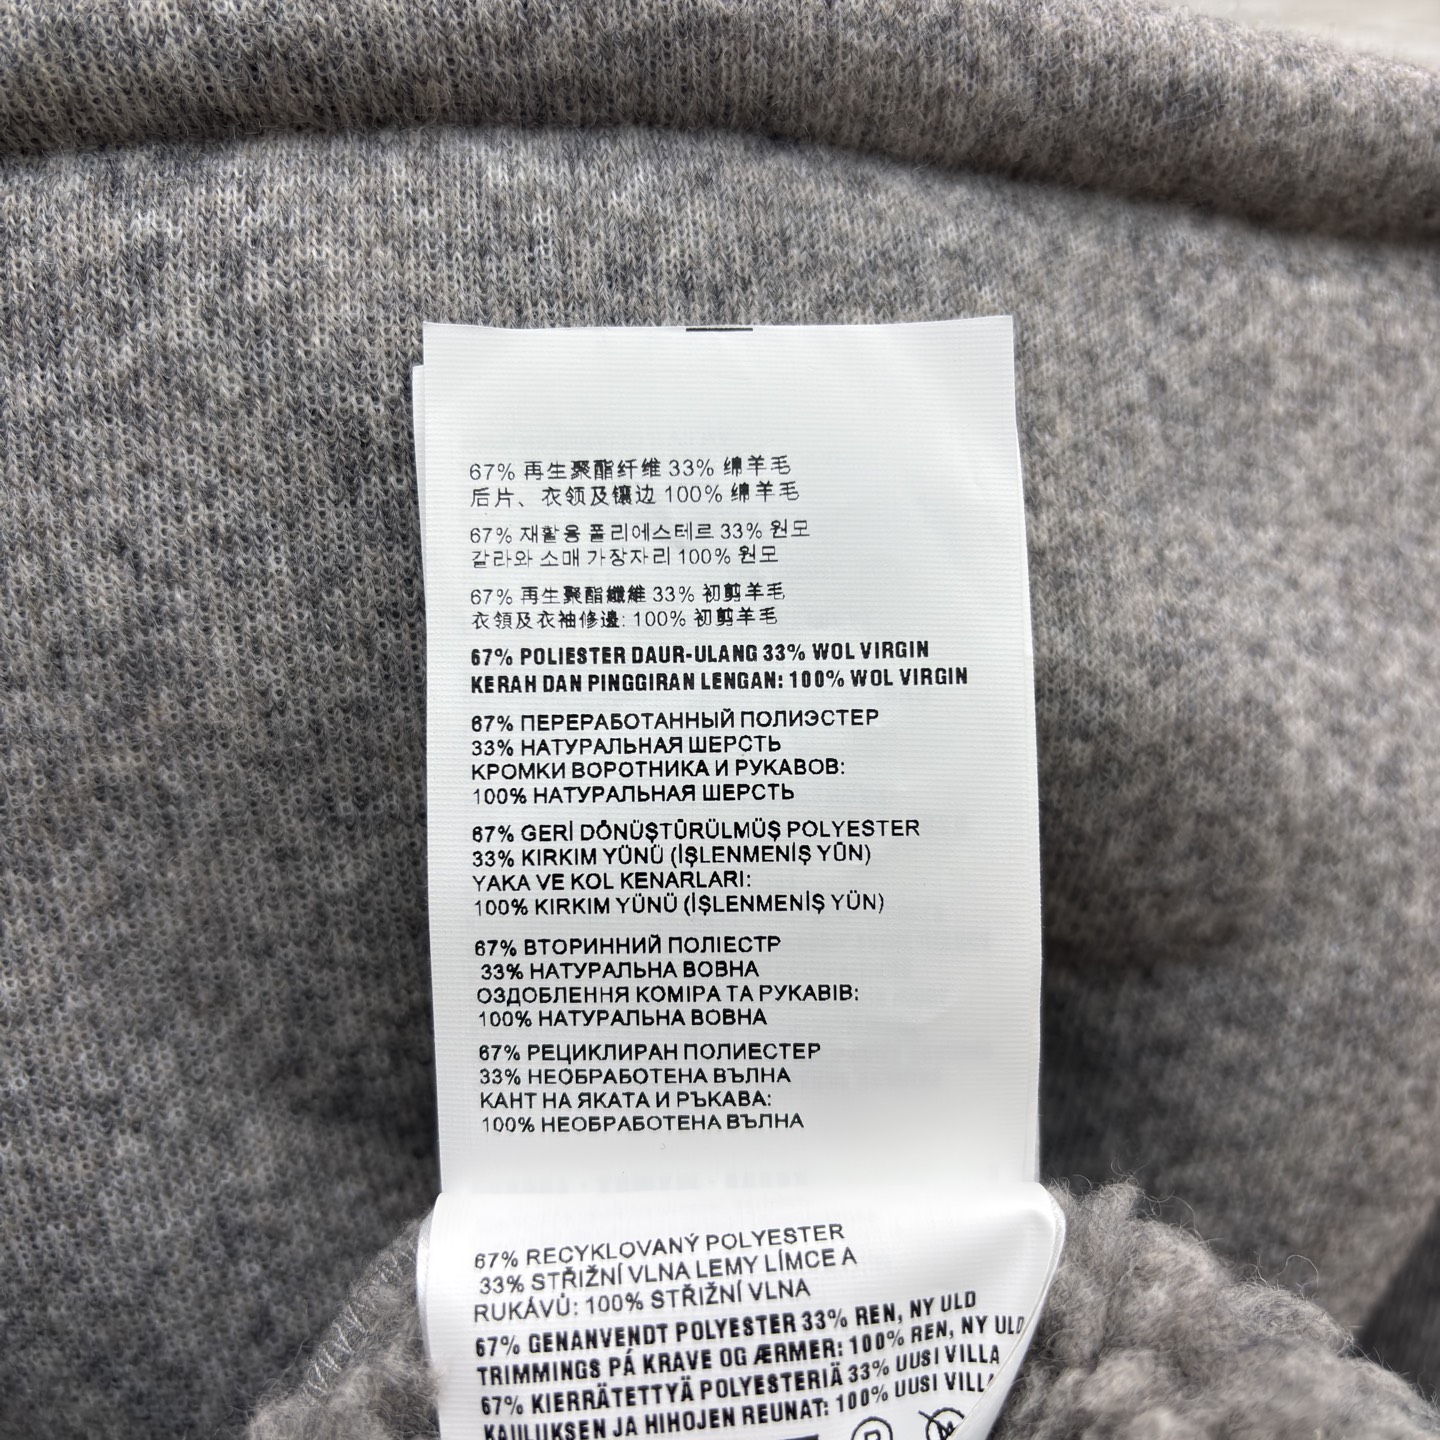 67% 再生聚酯纤维 33% 绵羊毛
后片、衣领及镶边 100% 绵羊毛
67% 재활용 폴리에스테르 33% 원모
칼라와 소매 가장자리 100% 원모
67% 再生聚酯纖維 33% 初剪羊毛
衣領及衣袖修邊: 100% 初剪羊毛
67% POLIESTER DAUR-ULANG 33% WOL VIRGIN
KERAH DAN PINGGIRAN LENGAN: 100% WOL VIRGIN
67% ПЕРЕРАБОТАННЫЙ ПОЛИЭСТЕР
33% НАТУРАЛЬНАЯ ШЕРСТЬ
КРОМКИ ВОРОТНИКА И РУКАВОВ:
100% НАТУРАЛЬНАЯ ШЕРСТЬ
67% GERİ DÖNÜŞTÜRÜLMÜŞ POLYESTER
33% KIRKIM YÜNÜ (İŞLENMENİŞ YÜN)
YAKA VE KOL KENARLARI:
100% KIRKIM YÜNÜ (İŞLENMENİŞ YÜN)
67% ВТОРИННИЙ ПОЛІЕСТР
33% НАТУРАЛЬНА ВОВНА
ОЗДОБЛЕННЯ КОМІРА ТА РУКАВІВ:
100% НАТУРАЛЬНА ВОВНА
67% РЕЦИКЛИРАН ПОЛИЕСТЕР
33% НЕОБРАБОТЕНА ВЪЛНА
КАНТ НА ЯКАТА И РЪКАВА:
100% НЕОБРАБОТЕНА ВЪЛНА
67% RECYKLOVANÝ POLYESTER
33% STŘIŽNÍ VLNA LEMY LÍMCE A
RUKÁVŮ: 100% STŘIŽNÍ VLNA
67% GENANVENDT POLYESTER 33% REN, NY ULD
TRIMMINGS PÅ KRAVE OG ÆRMER: 100% REN, NY ULD
67% KIERRÄTETTYÄ POLYESTERIÄ 33% UUSI VILLA
KAULUKSEN JA HIHOJEN REUNAT: 100% UUSI VILLA
P